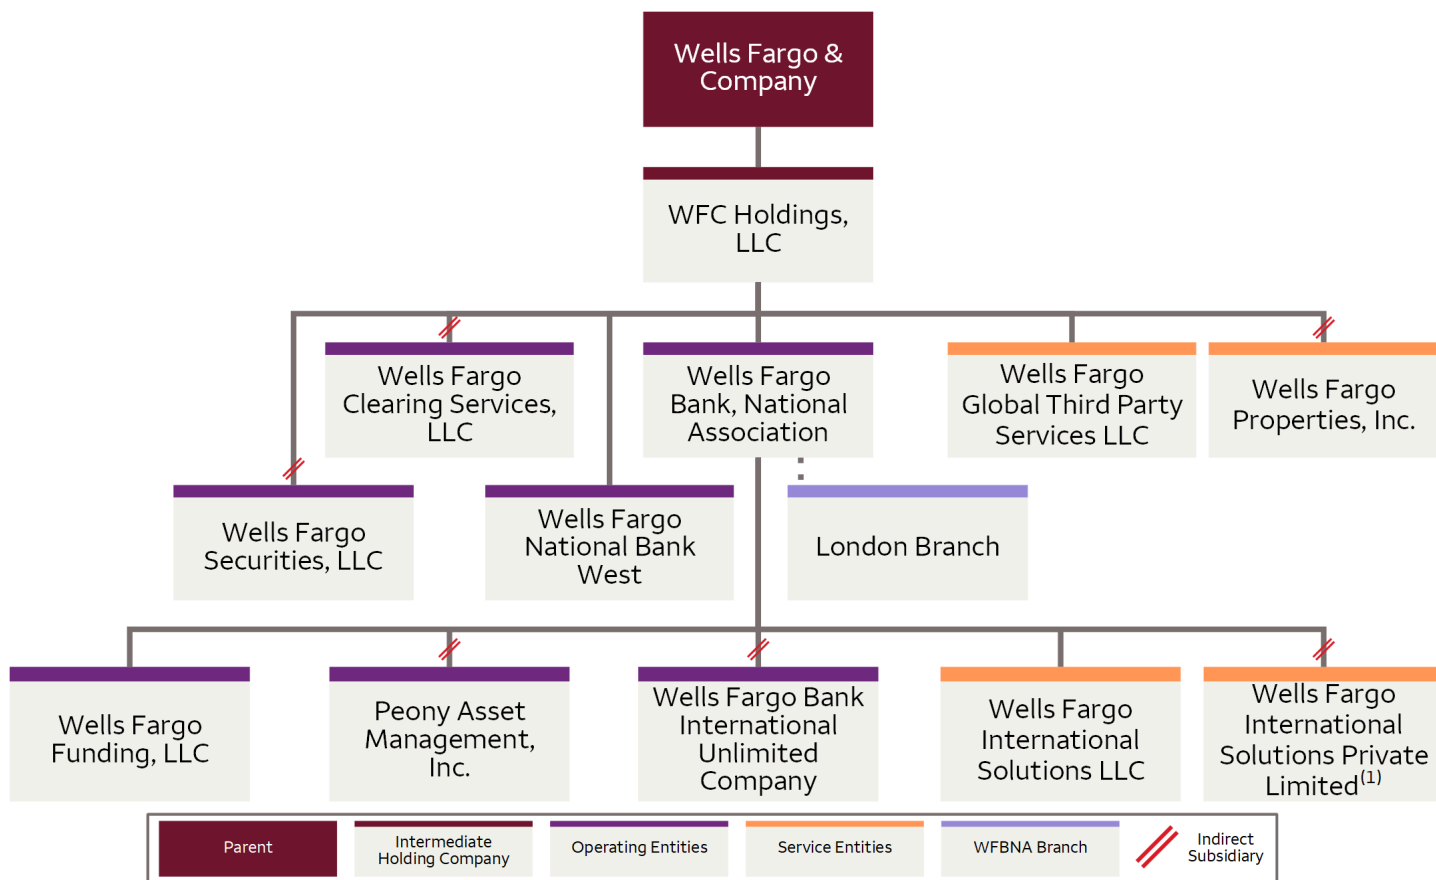 Wells Fargo &
Company
WFC Holdings,
LLC
Wells Fargo
Clearing Services,
LLC
Wells Fargo
Bank, National
Association
Wells Fargo
Global Third Party
Services LLC
Wells Fargo
Properties, Inc.
Wells Fargo
Securities, LLC
Wells Fargo
National Bank
West
London Branch
Wells Fargo
Funding, LLC
Peony Asset
Management,
Inc.
Wells Fargo Bank
International
Unlimited
Company
Wells Fargo
International
Solutions LLC
Wells Fargo
International
Solutions Private
Limited(1)
Parent
Intermediate
Holding Company
Operating Entities
Service Entities
WFBNA Branch
Indirect
Subsidiary